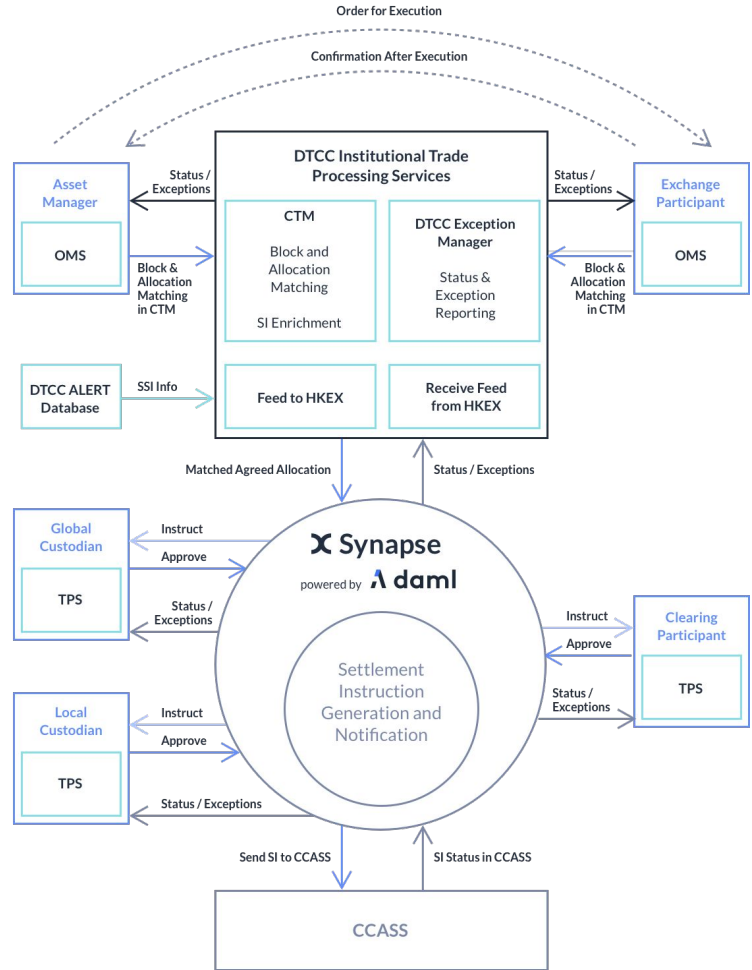 Order for Execution
Confirmation After Execution
DTCC Institutional Trade
Processing Services
Asset
Manager
OMS
Status /
Exceptions
Block &
Allocation
Matching
in CTM
CTM
Block and
Allocation
Matching
SI Enrichment
DTCC Exception
Manager
Status &
Exception
Reporting
Status /
Exceptions
Block &
Allocation
Matching
in CTM
Exchange
Participant
OMS
DTCC ALERT
Database
SSI Info
Feed to HKEX
Receive Feed
from HKEX
Matched Agreed Allocation
Status / Exceptions
Global
Custodian
TPS
Instruct
Approve
Status /
Exceptions
Synapse
powered by daml
Settlement
Instruction
Generation and
Notification
Instruct
Approve
Status /
Exceptions
Clearing
Participant
TPS
Local
Custodian
TPS
Instruct
Approve
Status / Exceptions
Send SI to CCASS
SI Status in CCASS
CCASS